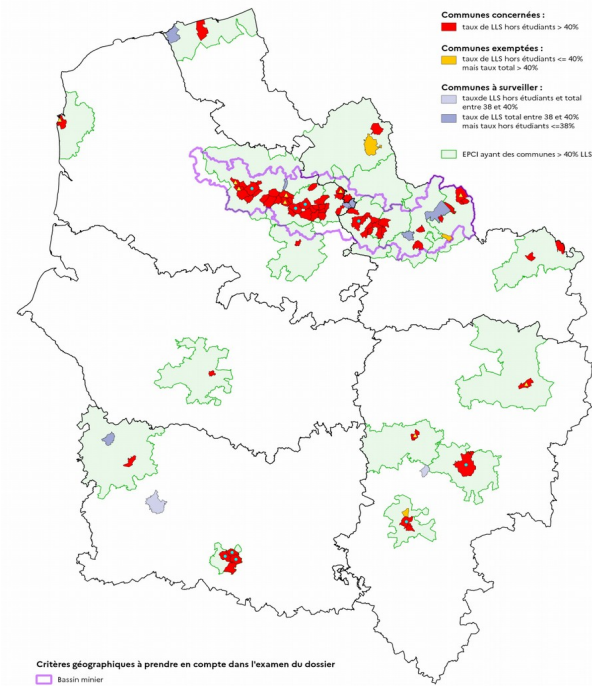 Communes concernées :
taux de LLS hors étudiants > 40%
Communes exemptées :
taux de LLS hors étudiants <= 40%
mais taux total > 40%
Communes à surveiller :
tauxde LLS hors étudiants et total
entre 38 et 40%
taux de LLS total entre 38 et 40%
mais taux hors étudiants <=38%
EPCI ayant des communes > 40% LLS
Critères géographiques à prendre en compte dans l'examen du dossier
Bassin minier